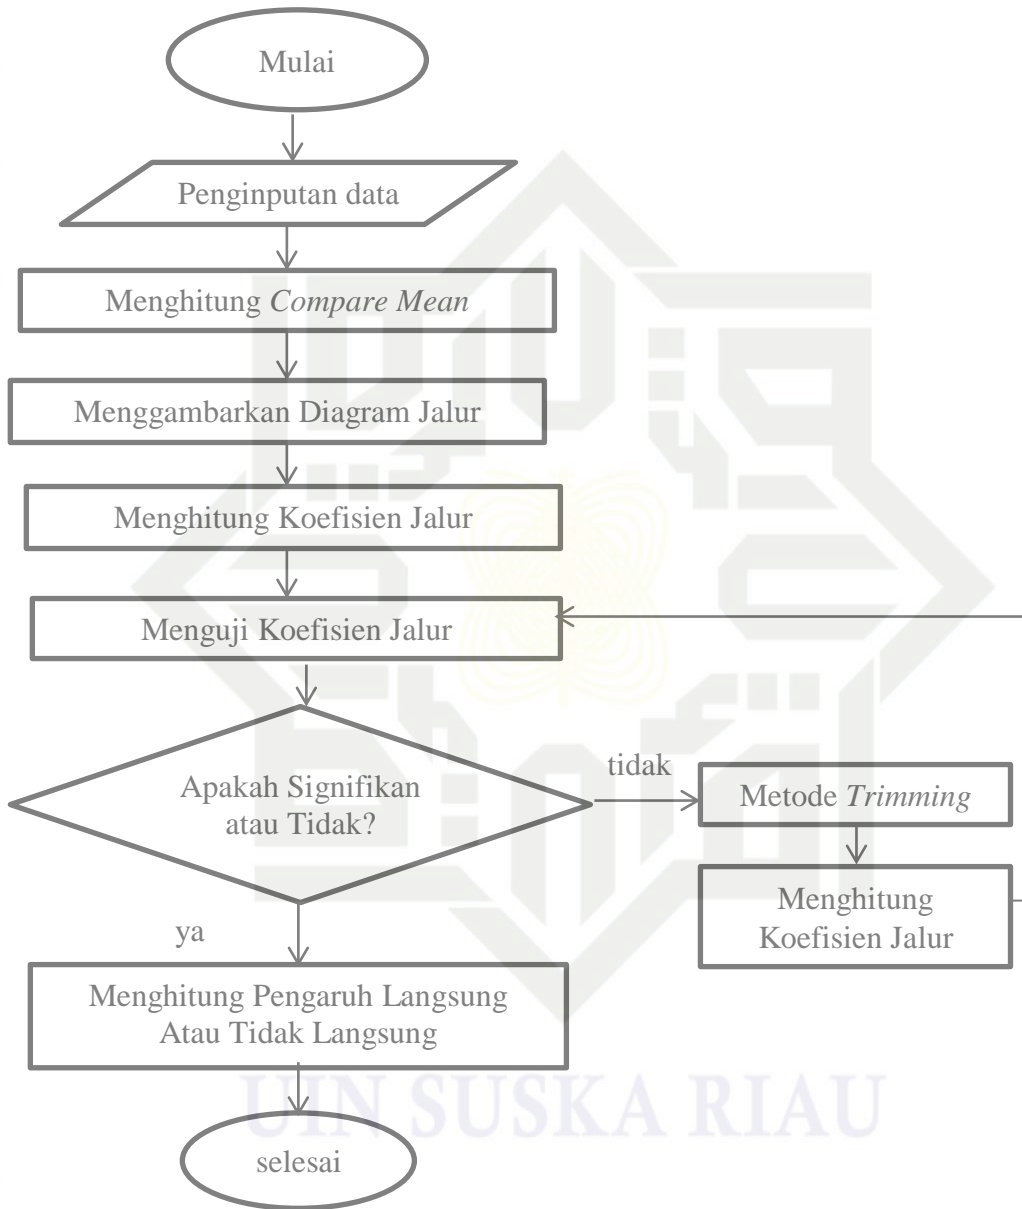 Mulai
Penginputan data
Menghitung Compare Mean
Menggambarkan Diagram Jalur
Menghitung Koefisien Jalur
Menguji Koefisien Jalur
Apakah Signifikan
atau Tidak?
tidak
Metode Trimming
Menghitung
Koefisien Jalur
ya
Menghitung Pengaruh Langsung
Atau Tidak Langsung
UIN SUSKA RIAU
selesai